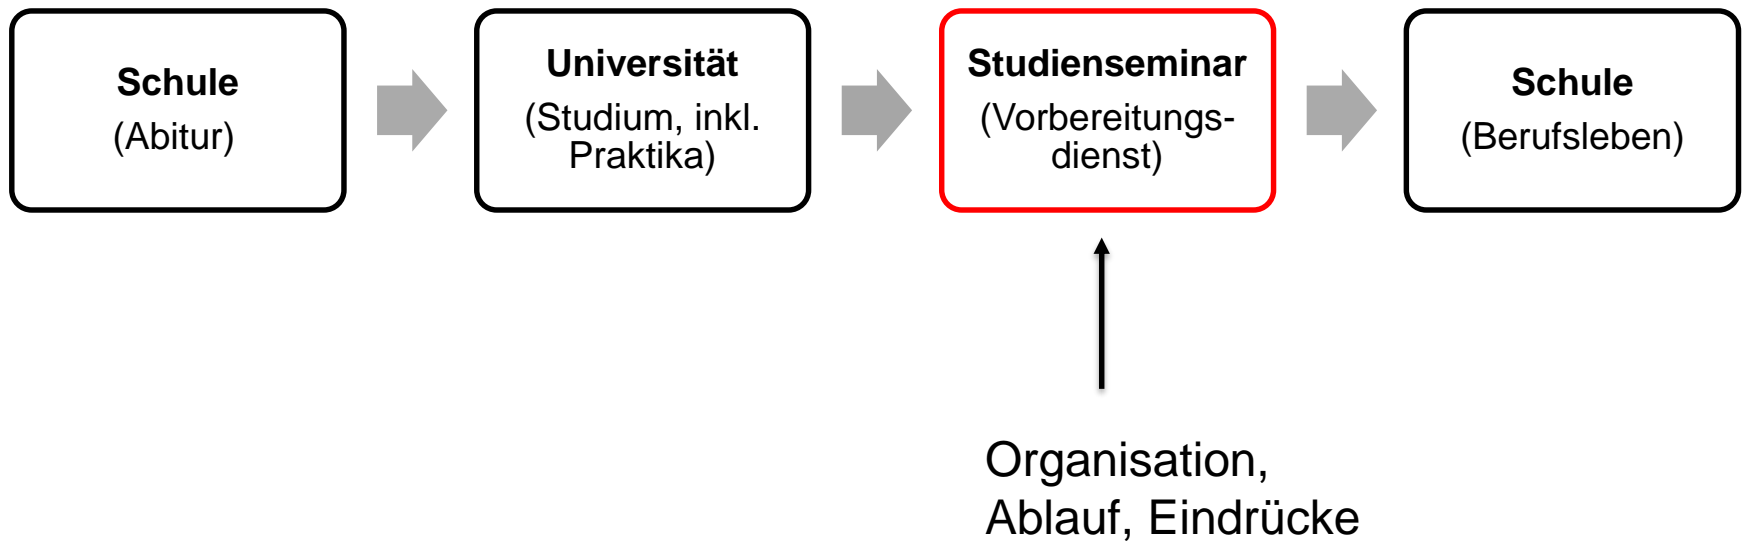 Schule
(Abitur)
Universität
(Studium, inkl.
Praktika)
Studienseminar
(Vorbereitungs-
dienst)
Schule
(Berufsleben)
Organisation,
Ablauf, Eindrücke